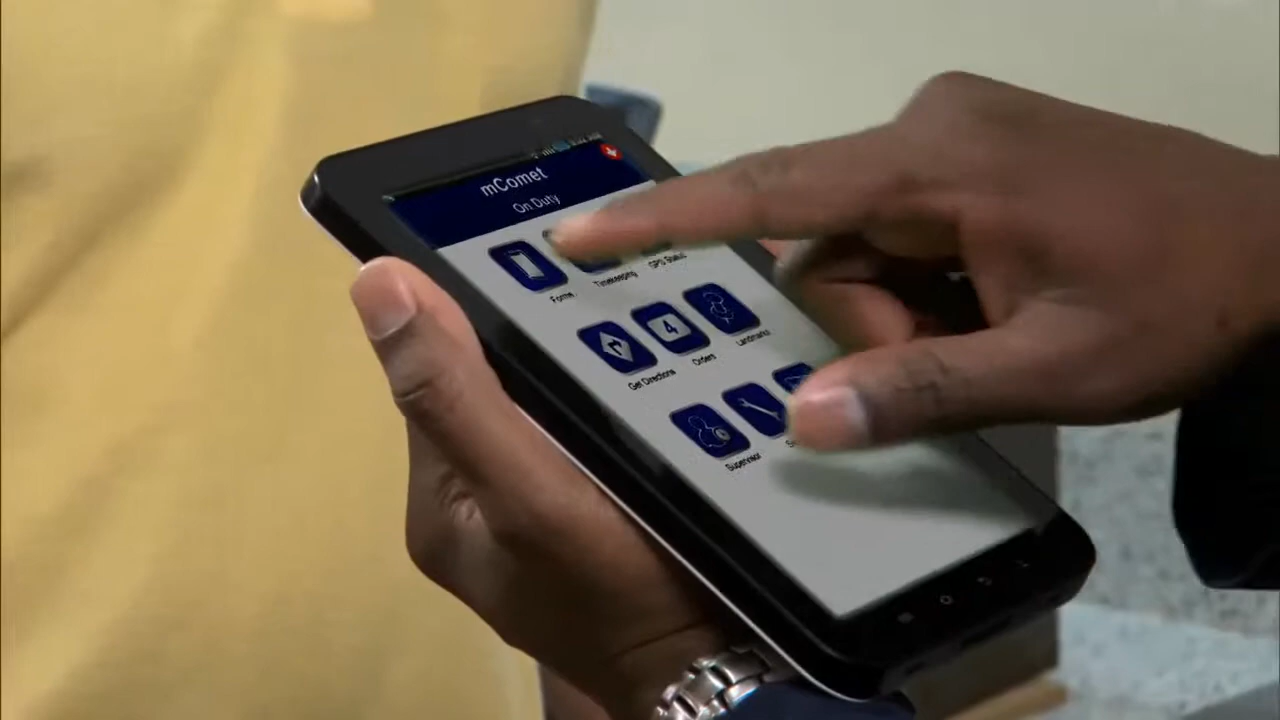 mComet
On Duty
Forms Timekeeping GPS Status
Get Directions Orders Landmarks
4
Supervisor